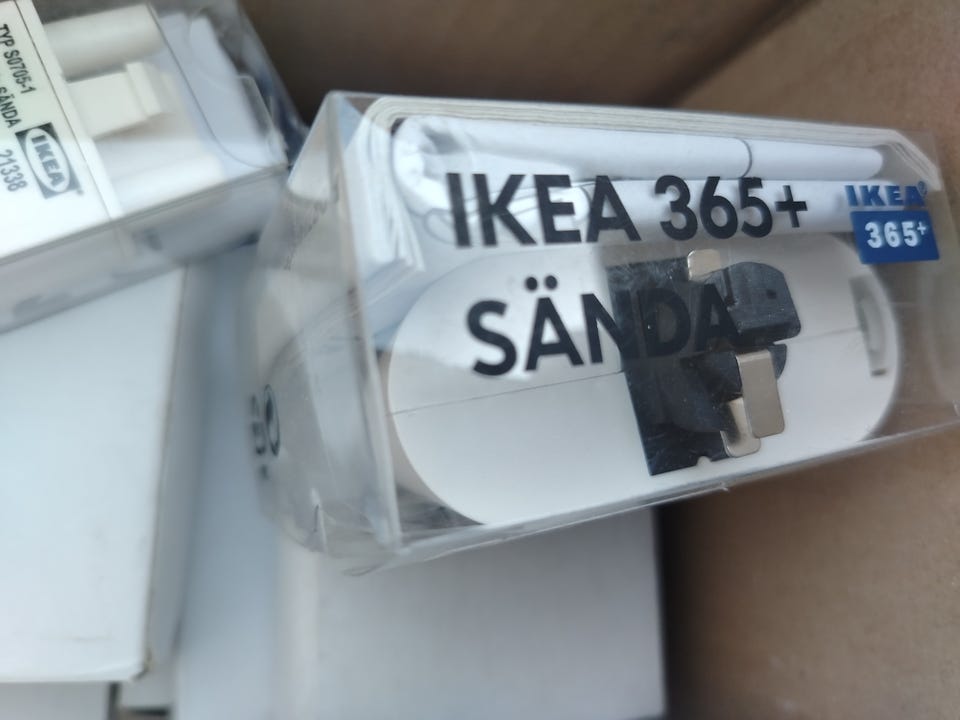 TYP S0705-1
SÄNDA
IKEA
21338
IKEA 365+
SÄNDA
IKEA®
365+